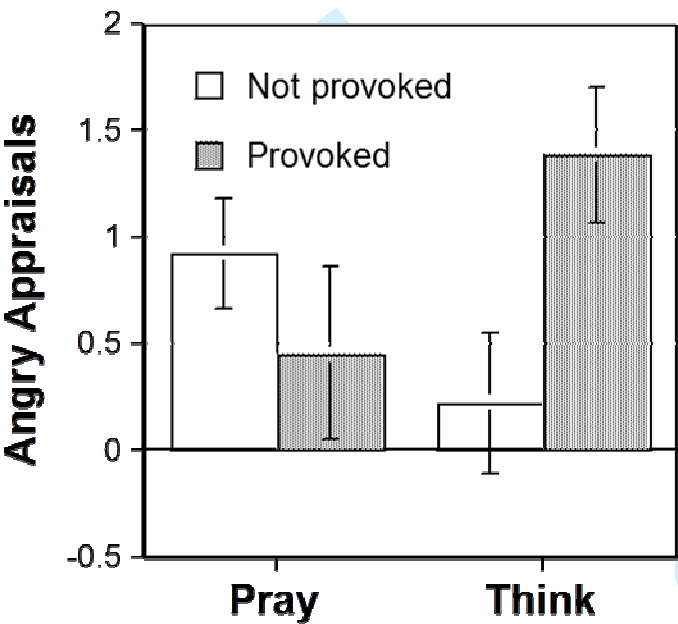 2
Not provoked
1.5
Provoked
1
0.5
0
-0.5
Angry Appraisals
Pray
Think